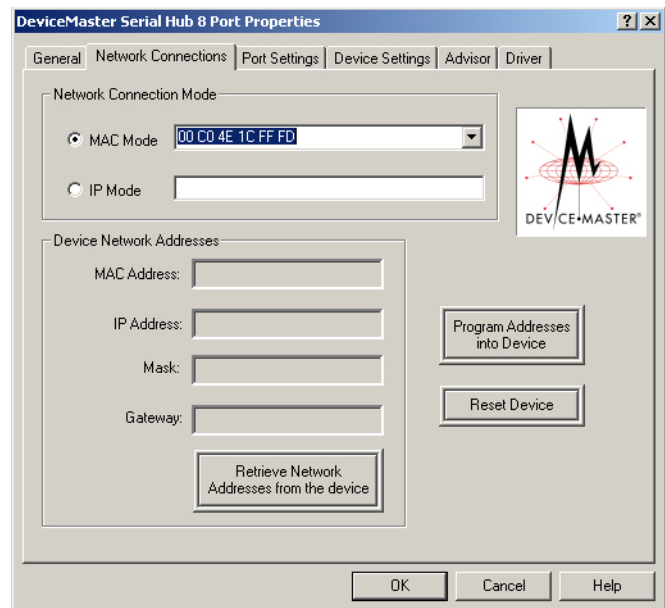 DeviceMaster Serial Hub 8 Port Properties
General Network Connections Port Settings Device Settings Advisor Driver
Network Connection Mode
MAC Mode 00 C0 4E 1C FF FD
IP Mode
DEVICE•MASTER®
Device Network Addresses
MAC Address:
IP Address:
Mask:
Gateway:
Retrieve Network
Addresses from the device
Program Addresses
into Device
Reset Device
OK Cancel Help